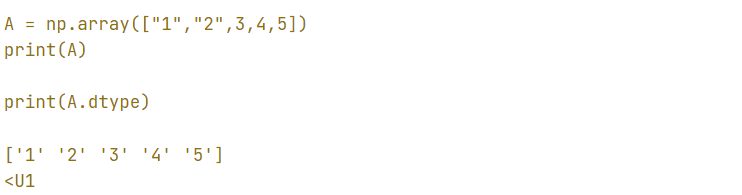 A = np.array(["1","2",3,4,5])
print(A)
print(A.dtype)
['1' '2' '3' '4' '5']
<U1